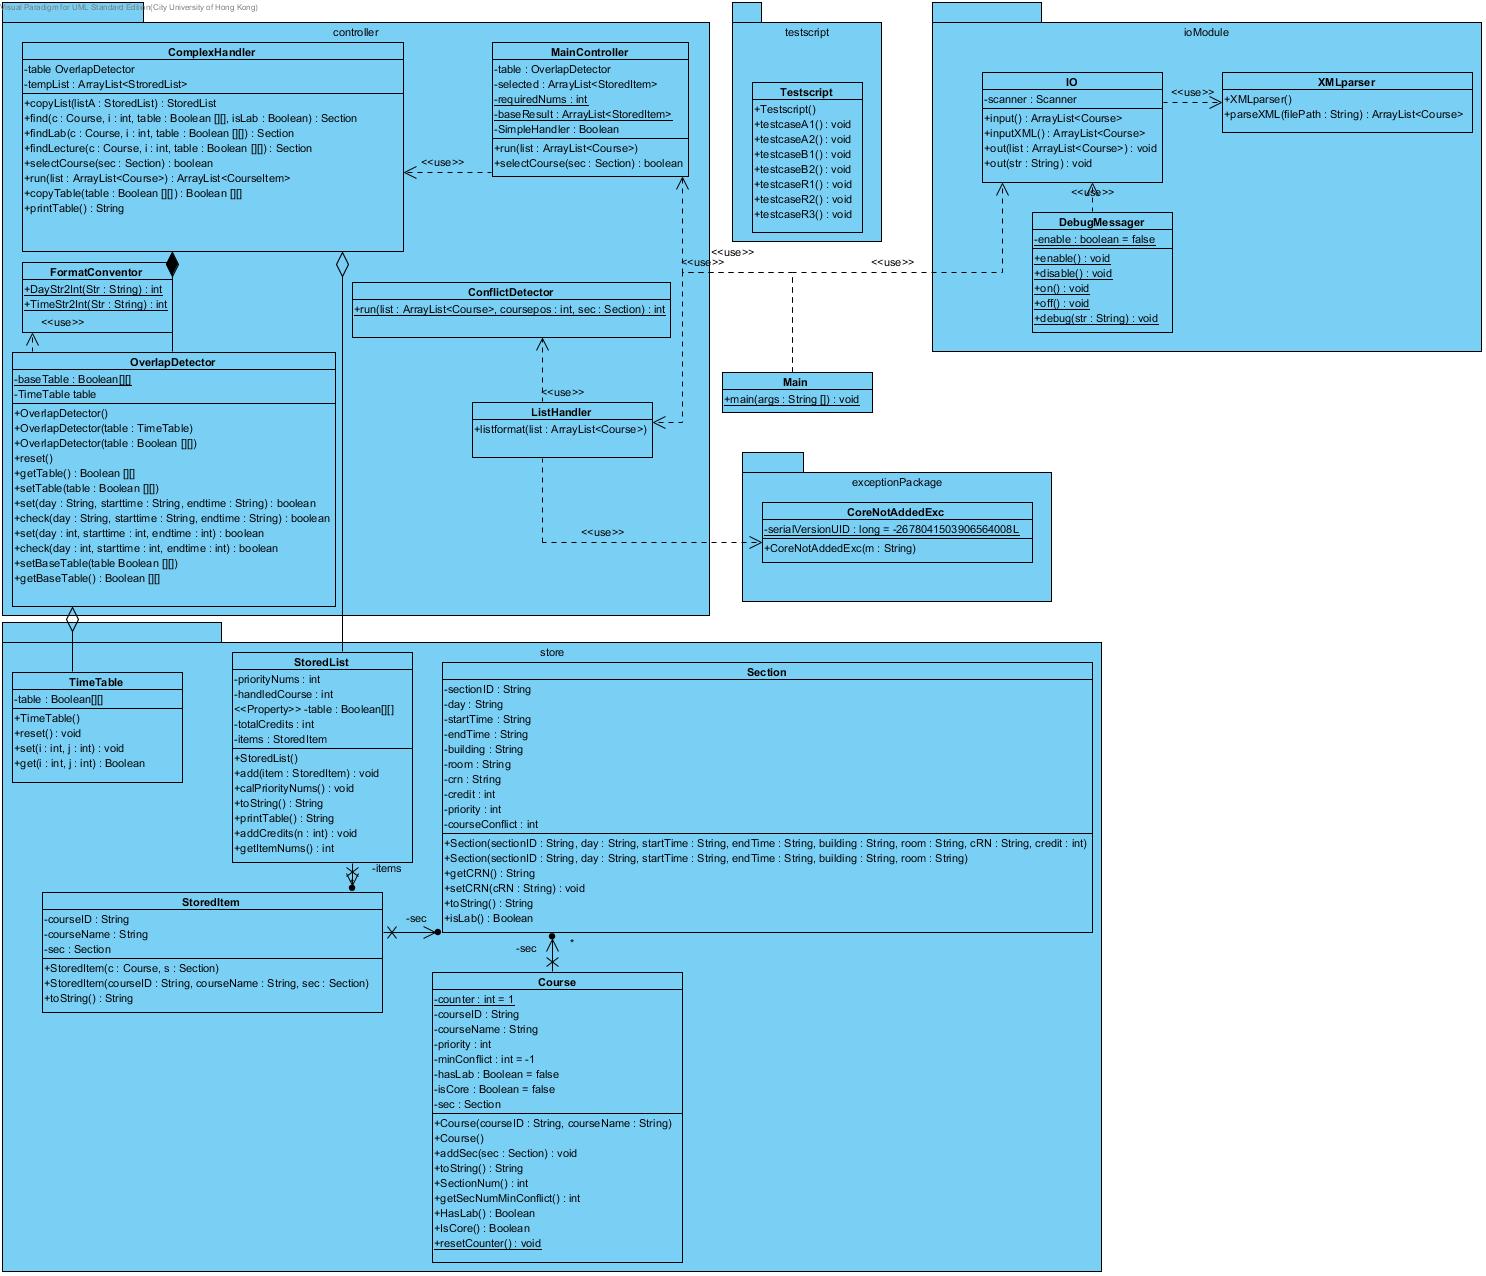 Visual Paradigm for UML Standard Edition(City University of Hong Kong)
controller
ComplexHandler
-table OverlapDetector
-tempList : ArrayList<StroredList>
+copyList(listA : StoredList) : StoredList
+find(c : Course, i : int, table : Boolean [][], isLab : Boolean) : Section
+findLab(c : Course, i : int, table : Boolean [][]) : Section
+findLecture(c : Course, i : int, table : Boolean [][]) : Section
+selectCourse(sec : Section) : boolean
+run(list : ArrayList<Course>) : ArrayList<CourseItem>
+copyTable(table : Boolean [][]) : Boolean [][]
+printTable() : String
MainController
-table : OverlapDetector
-selected : ArrayList<StoredItem>
-requiredNums : int
-baseResult : ArrayList<StoredItem>
-SimpleHandler : Boolean
+run(list : ArrayList<Course>)
+selectCourse(sec : Section) : boolean
<<use>>
FormatConventor
+DayStr2Int(Str : String) : int
+TimeStr2Int(Str : String) : int
<<use>>
ConflictDetector
+run(list : ArrayList<Course>, coursepos : int, sec : Section) : int
<<use>>
ListHandler
+listformat(list : ArrayList<Course>)
<<use>>
OverlapDetector
-baseTable : Boolean[][]
-TimeTable table
+OverlapDetector()
+OverlapDetector(table : TimeTable)
+OverlapDetector(table : Boolean [][])
+reset()
+getTable() : Boolean [][]
+setTable(table : Boolean [][])
+set(day : String, starttime : String, endtime : String) : boolean
+check(day : String, starttime : String, endtime : String) : boolean
+set(day : int, starttime : int, endtime : int) : boolean
+check(day : int, starttime : int, endtime : int) : boolean
+setBaseTable(table Boolean [][])
+getBaseTable() : Boolean [][]
testscript
Testscript
+Testscript()
+testcaseA1() : void
+testcaseA2() : void
+testcaseB1() : void
+testcaseB2() : void
+testcaseR1() : void
+testcaseR2() : void
+testcaseR3() : void
<<use>>
<<use>>
<<use>>
Main
+main(args : String []) : void
ioModule
IO
-scanner : Scanner
+input() : ArrayList<Course>
+inputXML() : ArrayList<Course>
+out(list : ArrayList<Course>) : void
+out(str : String) : void
<<use>>
XMLparser
+XMLparser()
+parseXML(filePath : String) : ArrayList<Course>
<<use>>
DebugMessager
-enable : boolean = false
+enable() : void
+disable() : void
+on() : void
+off() : void
+debug(str : String) : void
exceptionPackage
CoreNotAddedExc
-serialVersionUID : long = -2678041503906564008L
+CoreNotAddedExc(m : String)
store
TimeTable
-table : Boolean[][]
+TimeTable()
+reset() : void
+set(i : int, j : int) : void
+get(i : int, j : int) : Boolean
StoredList
-priorityNums : int
-handledCourse : int
<<Property>> -table : Boolean[][]
-totalCredits : int
-items : StoredItem
+StoredList()
+add(item : StoredItem) : void
+calPriorityNums() : void
+toString() : String
+printTable() : String
+addCredits(n : int) : void
+getItemNums() : int
-items
Section
-sectionID : String
-day : String
-startTime : String
-endTime : String
-building : String
-room : String
-crn : String
-credit : int
-priority : int
-courseConflict : int
+Section(sectionID : String, day : String, startTime : String, endTime : String, building : String, room : String, cRN : String, credit : int)
+Section(sectionID : String, day : String, startTime : String, endTime : String, building : String, room : String)
+getCRN() : String
+setCRN(cRN : String) : void
+toString() : String
+isLab() : Boolean
StoredItem
-courseID : String
-courseName : String
-sec : Section
+StoredItem(c : Course, s : Section)
+StoredItem(courseID : String, courseName : String, sec : Section)
+toString() : String
-sec
-sec
*
Course
-counter : int = 1
-courseID : String
-courseName : String
-priority : int
-minConflict : int = -1
-hasLab : Boolean = false
-isCore : Boolean = false
-sec : Section
+Course(courseID : String, courseName : String)
+Course()
+addSec(sec : Section) : void
+toString() : String
+SectionNum() : int
+getSecNumMinConflict() : int
+HasLab() : Boolean
+IsCore() : Boolean
+resetCounter() : void